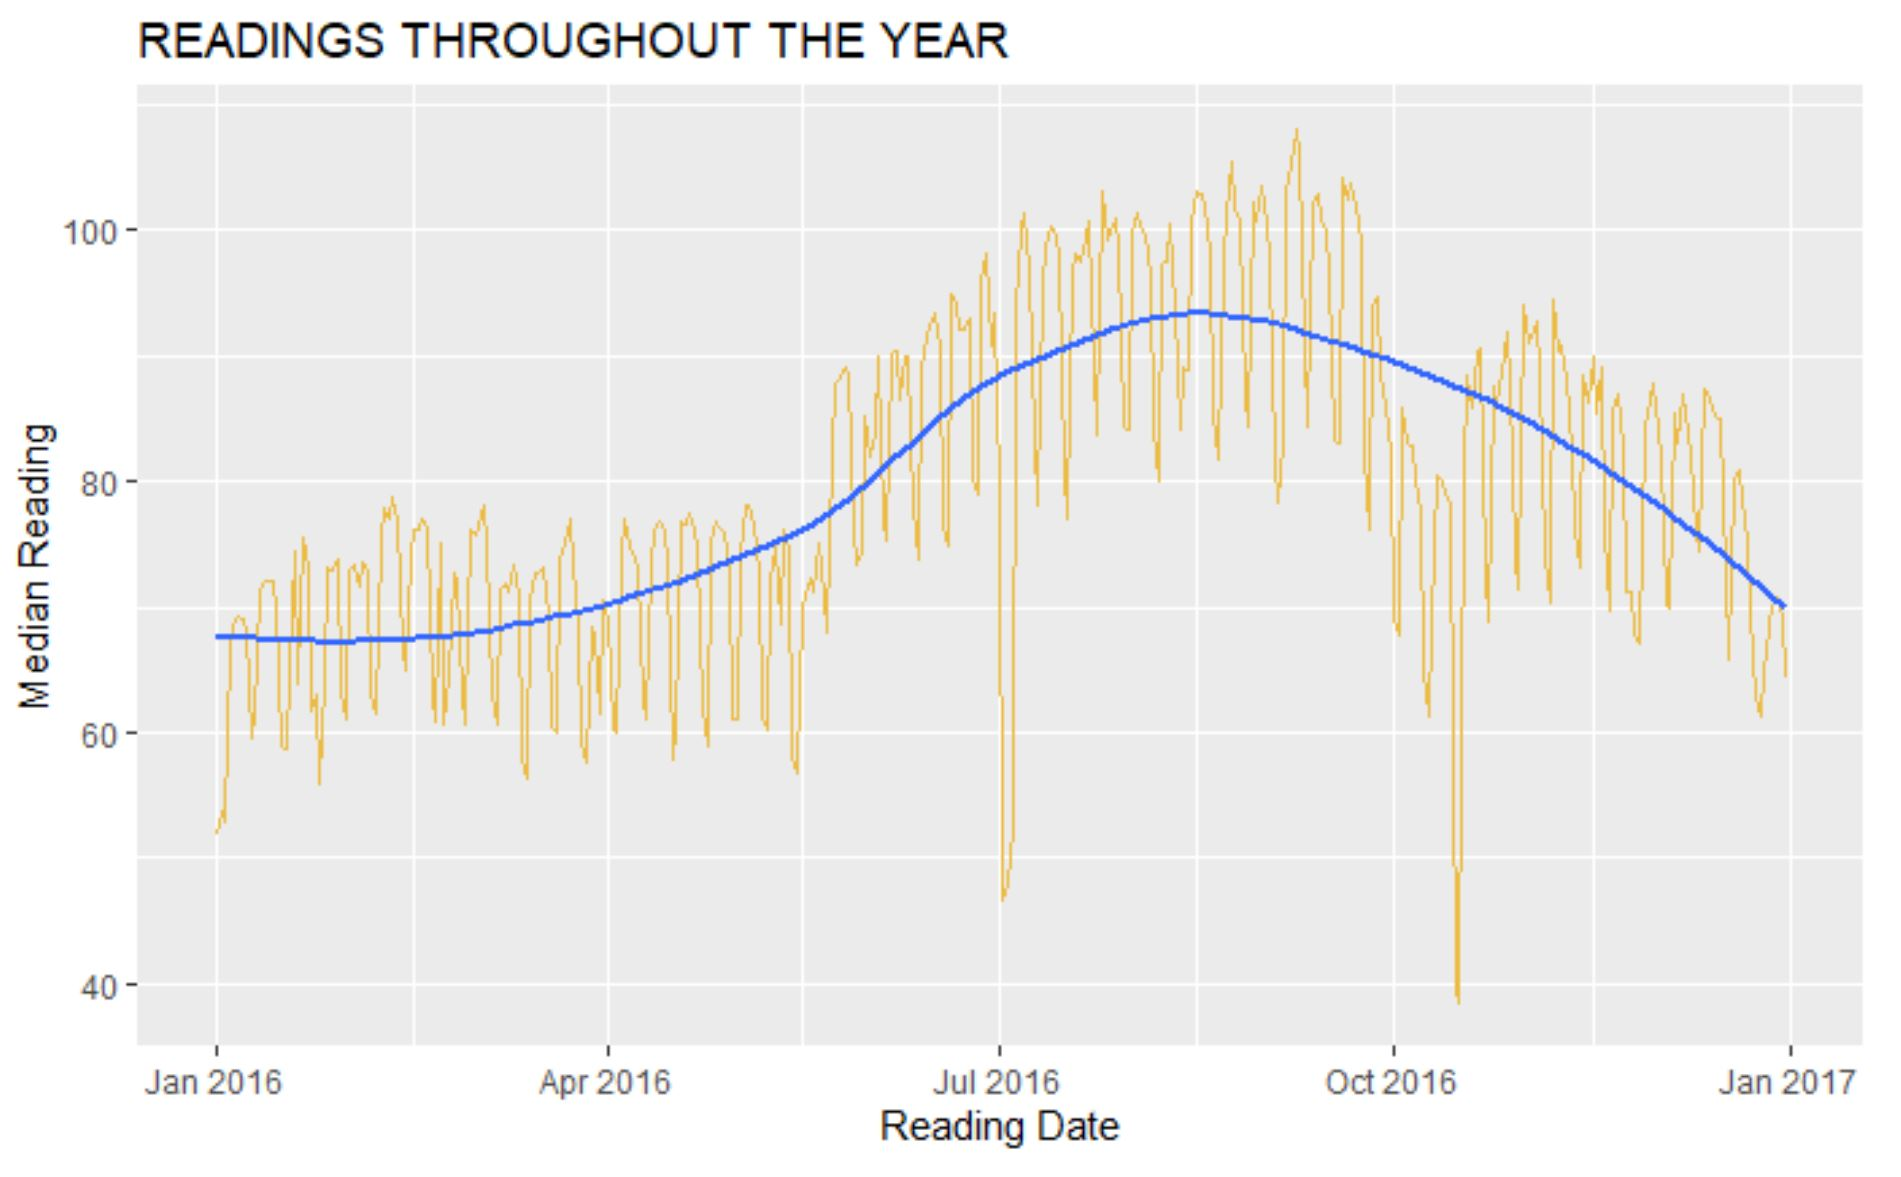 READINGS THROUGHOUT THE YEAR
Median Reading
100
80
60
40
Jan 2016 Apr 2016 Jul 2016 Oct 2016 Jan 2017
Reading Date